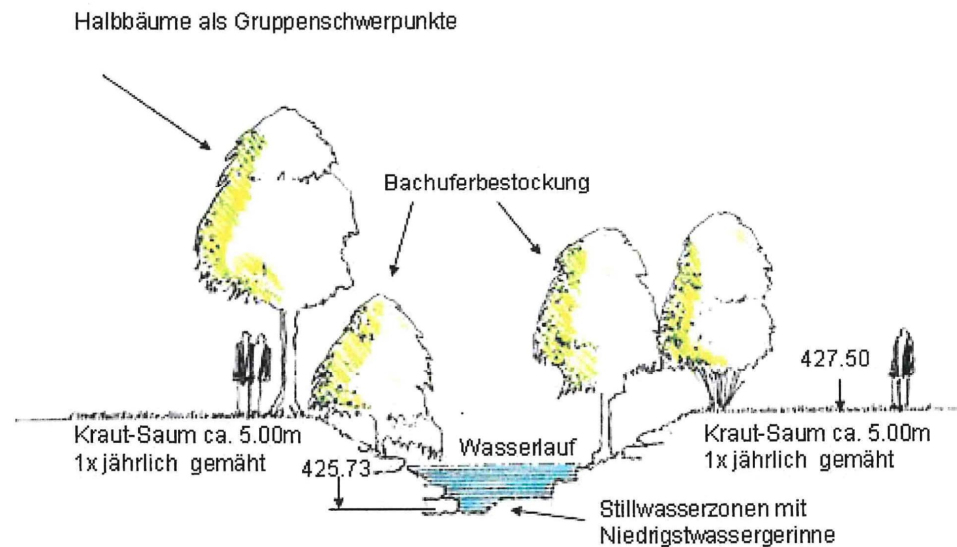 Halbbäume als Gruppenschwerpunkte
Bachuferbestockung
427.50
Kraut-Saum ca. 5.00m
1x jährlich gemäht
Wasserlauf
Kraut-Saum ca. 5.00m
1x jährlich gemäht
425.73
Stillwasserzonen mit
Niedrigstwassergerinne